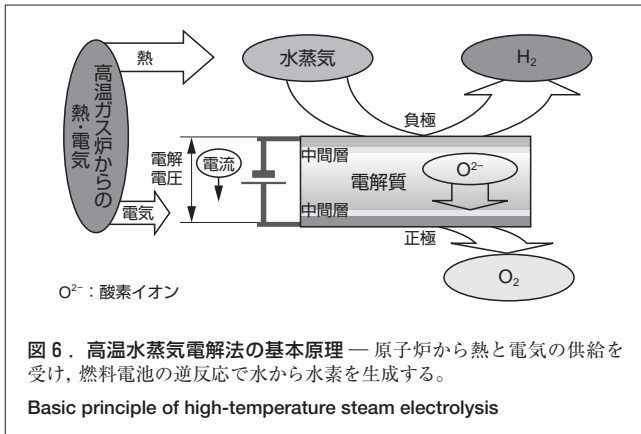 高温ガス炉からの
熱・電気
熱
電気
水蒸気
H₂
負極
電解
電圧
電流
中間層
電解質
O²⁻
中間層
正極
O₂
O²⁻:酸素イオン
図6.高温水蒸気電解法の基本原理 — 原子炉から熱と電気の供給を
受け,燃料電池の逆反応で水から水素を生成する。
Basic principle of high-temperature steam electrolysis